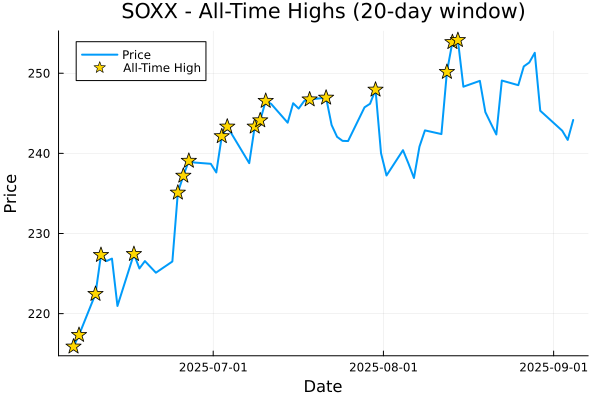 SOXX - All-Time Highs (20-day window)
Price
All-Time High
250
240
230
220
Price
2025-07-01
2025-08-01
2025-09-01
Date